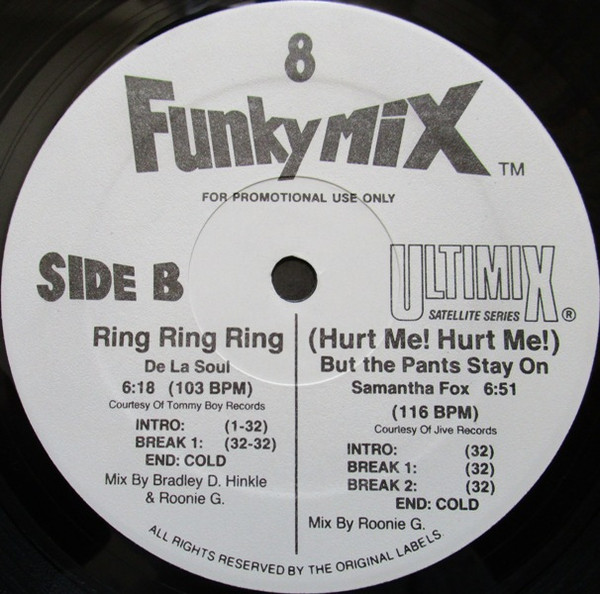 8
Funkymix™
FOR PROMOTIONAL USE ONLY
SIDE B
ULTIMIX
SATELLITE SERIES ®
Ring Ring Ring
De La Soul
6:18 (103 BPM)
Courtesy Of Tommy Boy Records
INTRO: (1-32)
BREAK 1: (32-32)
END: COLD
Mix By Bradley D. Hinkle
& Roonie G.
(Hurt Me! Hurt Me!)
But the Pants Stay On
Samantha Fox 6:51
(116 BPM)
Courtesy Of Jive Records
INTRO: (32)
BREAK 1: (32)
BREAK 2: (32)
END: COLD
Mix By Roonie G.
ALL RIGHTS RESERVED BY THE ORIGINAL LABELS.